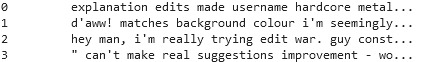 0 explanation edits made username hardcore metal...
1 d'aww! matches background colour i'm seemingly...
2 hey man, i'm really trying edit war. guy const...
3 " can't make real suggestions improvement - wo...